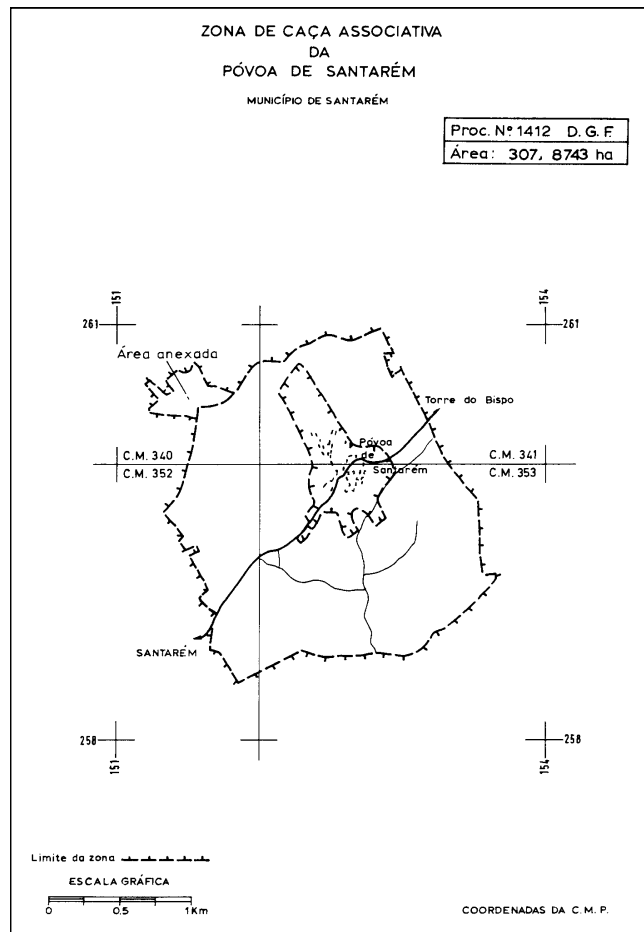 ZONA DE CAÇA ASSOCIATIVA
DA
PÓVOA DE SANTARÉM
MUNICÍPIO DE SANTARÉM
Proc. Nº 1412 D. G. F.
Área: 307, 8743 ha
151
154
261
261
Área anexada
Torre do Bispo
Póvoa
de
Santarém
C.M. 340
C.M. 341
C.M. 352
C.M. 353
SANTARÉM
258
258
151
154
Limite da zona
ESCALA GRÁFICA
0 0,5 1Km
COORDENADAS DA C. M. P.